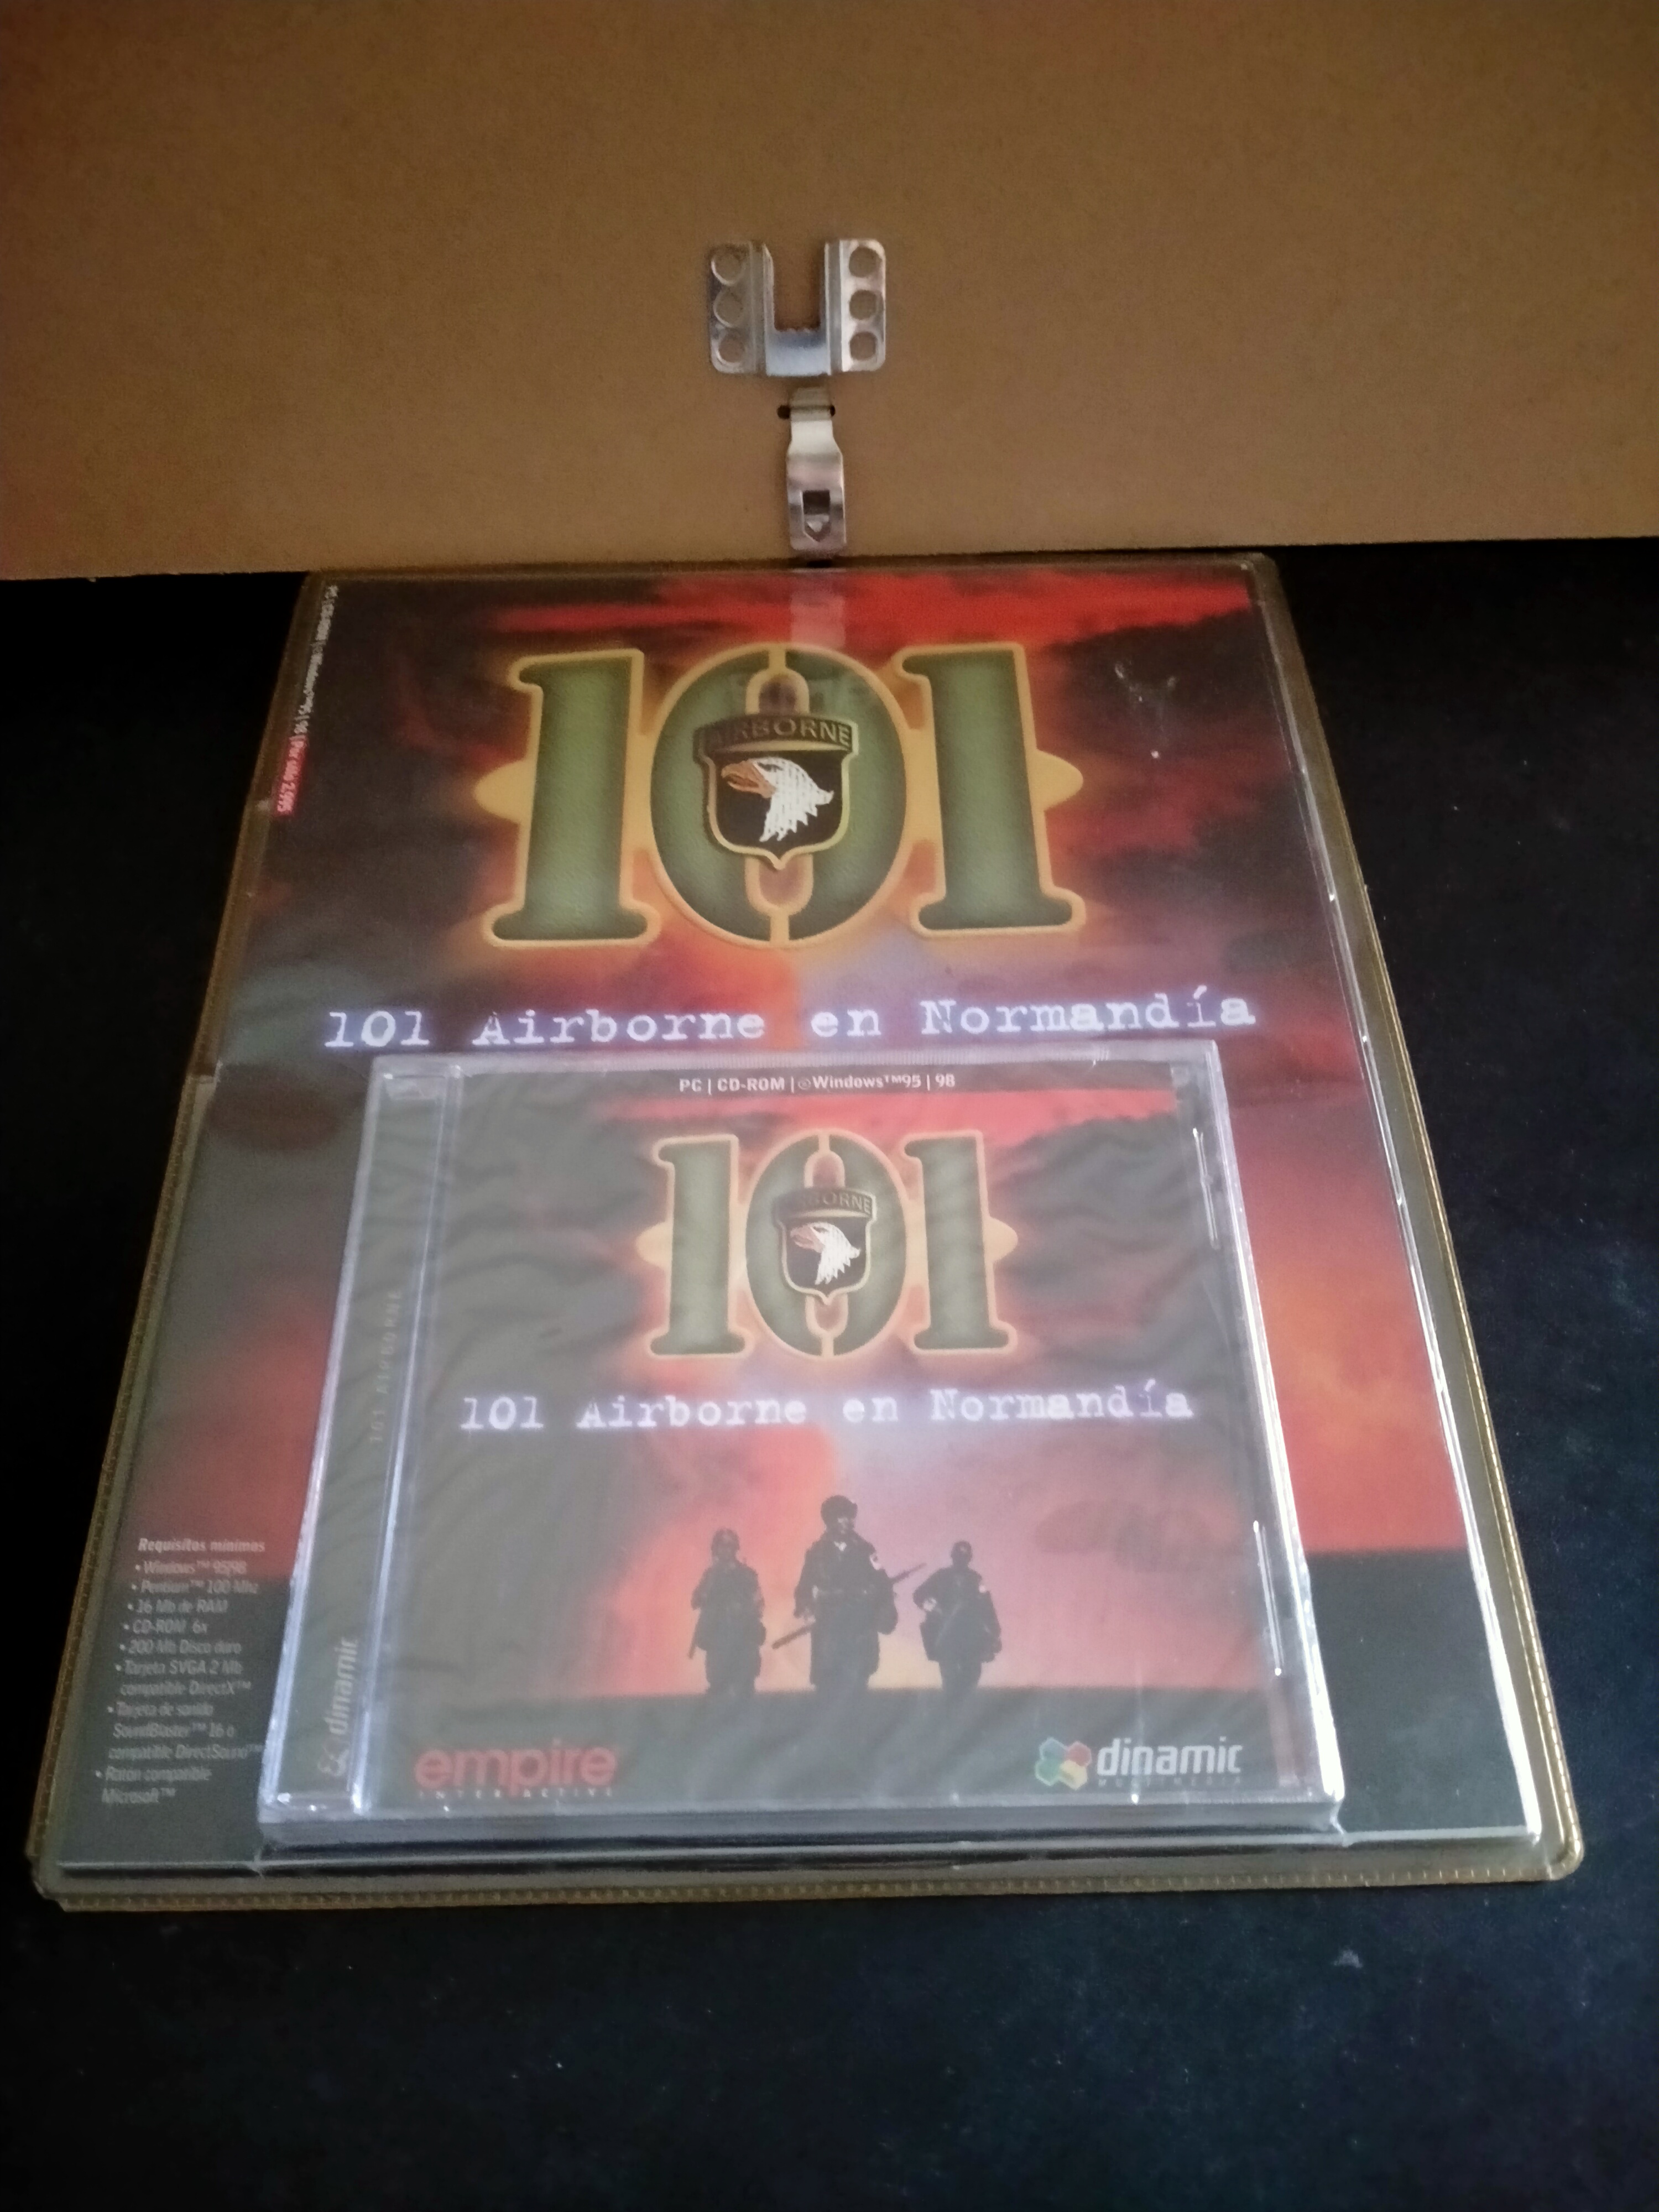 AIRBORNE
101
101 Airborne en Normandía
PC | CD-ROM | Windows™95 | 98
101
101 Airborne en Normandía
101 AIRBORNE
dinamic
empire
INTERACTIVE
dinamic
MULTIMEDIA
Requisitos mínimos
• Windows™ 95/98
• Pentium™ 100 Mhz
• 16 Mb de RAM
• CD-ROM 6x
• 200 Mb Disco duro
• Tarjeta SVGA 2 Mb
compatible DirectX™
• Tarjeta de sonido
SoundBlaster™ 16 o
compatible DirectSound™
• Ratón compatible
Microsoft™